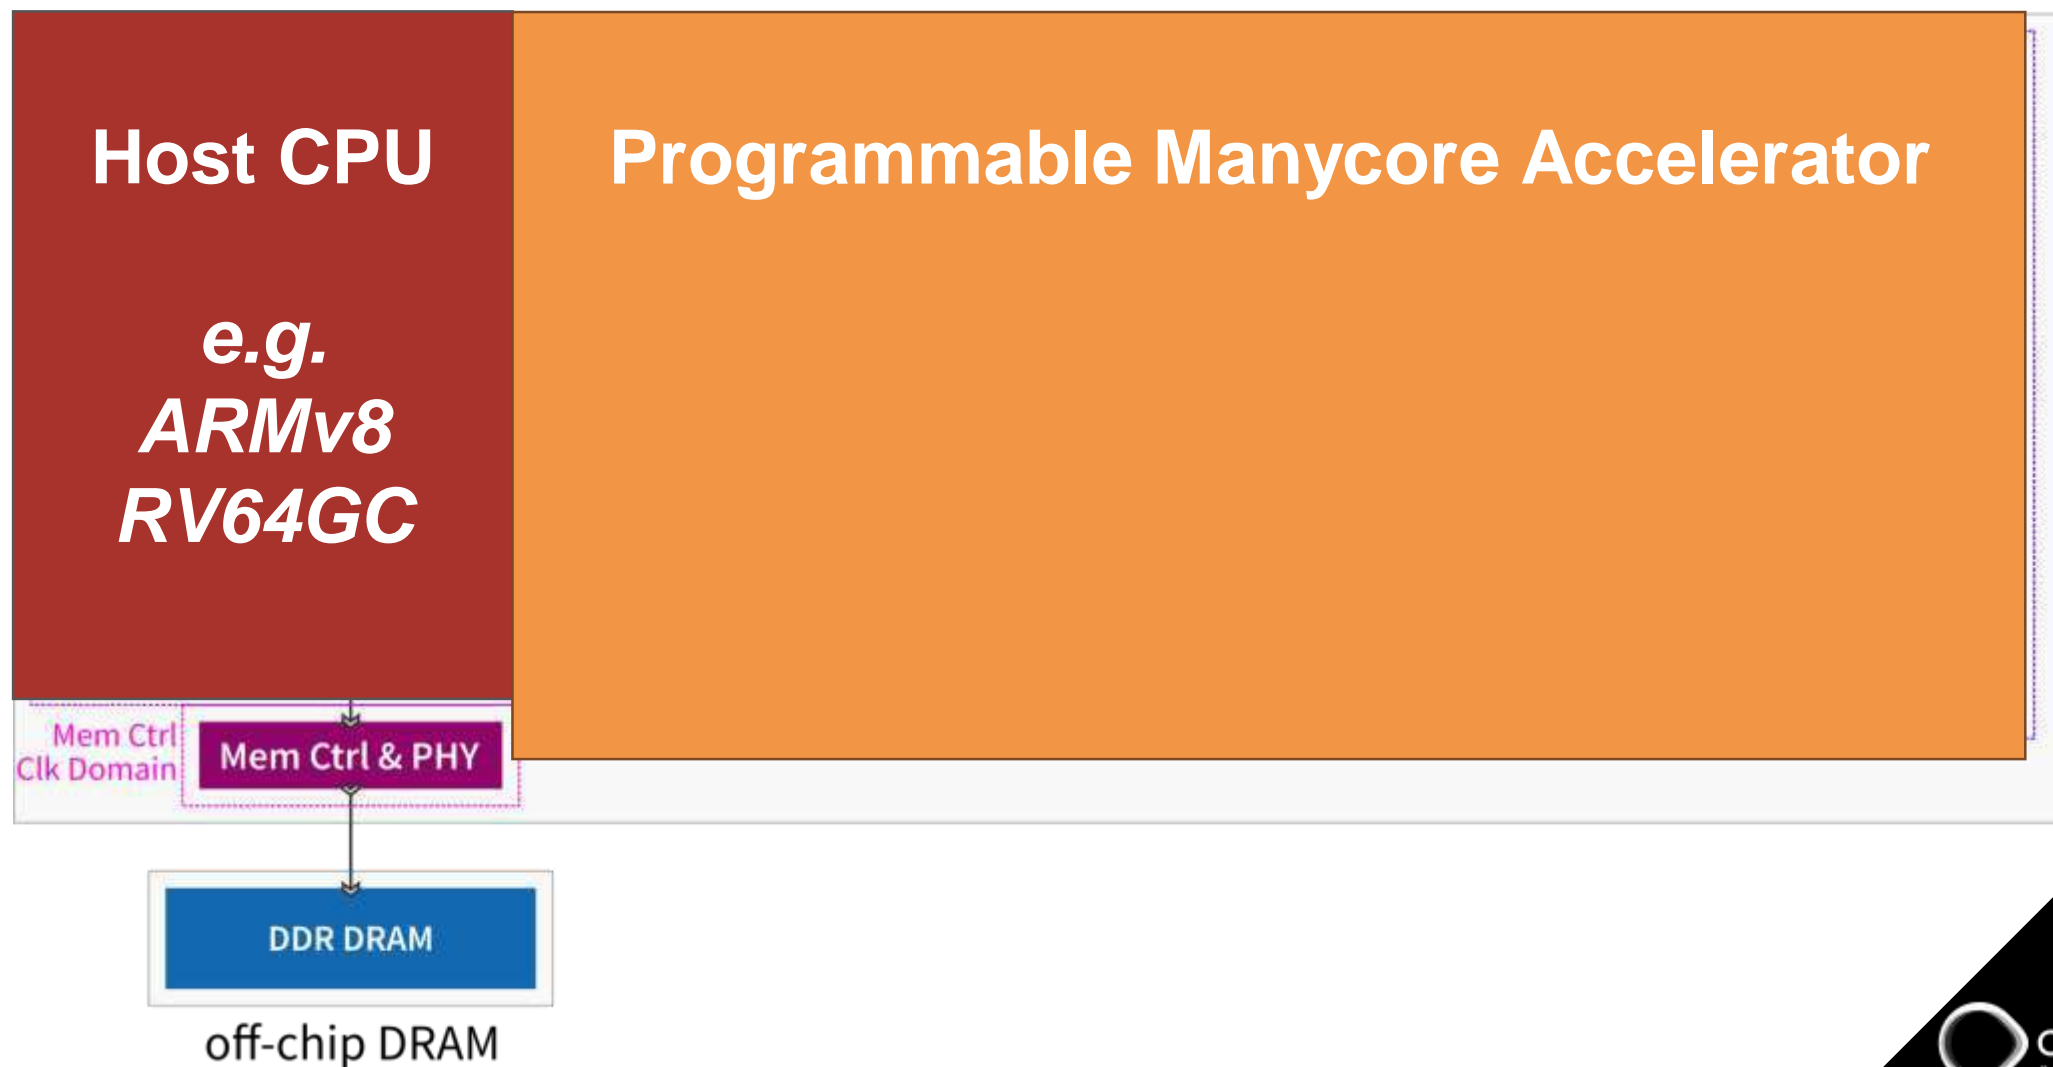 Host CPU
e.g.
ARMv8
RV64GC
Programmable Manycore Accelerator
Mem Ctrl
Clk Domain
Mem Ctrl & PHY
DDR DRAM
off-chip DRAM